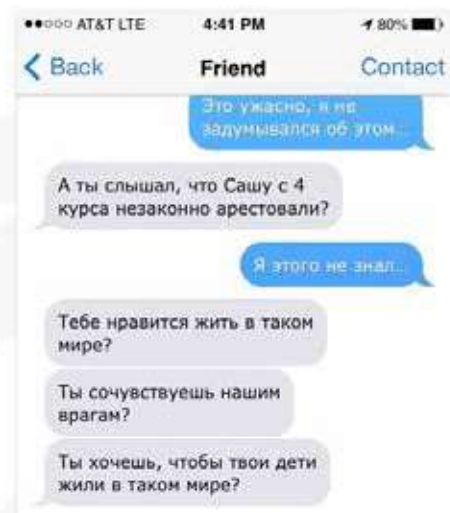 AT&T LTE 4:41 PM 80%
Back Friend Contact
Это ужасно, я не
задумывался об этом...
А ты слышал, что Сашу с 4
курса незаконно арестовали?
Я этого не знал...
Тебе нравится жить в таком
мире?
Ты сочувствуешь нашим
врагам?
Ты хочешь, чтобы твои дети
жили в таком мире?